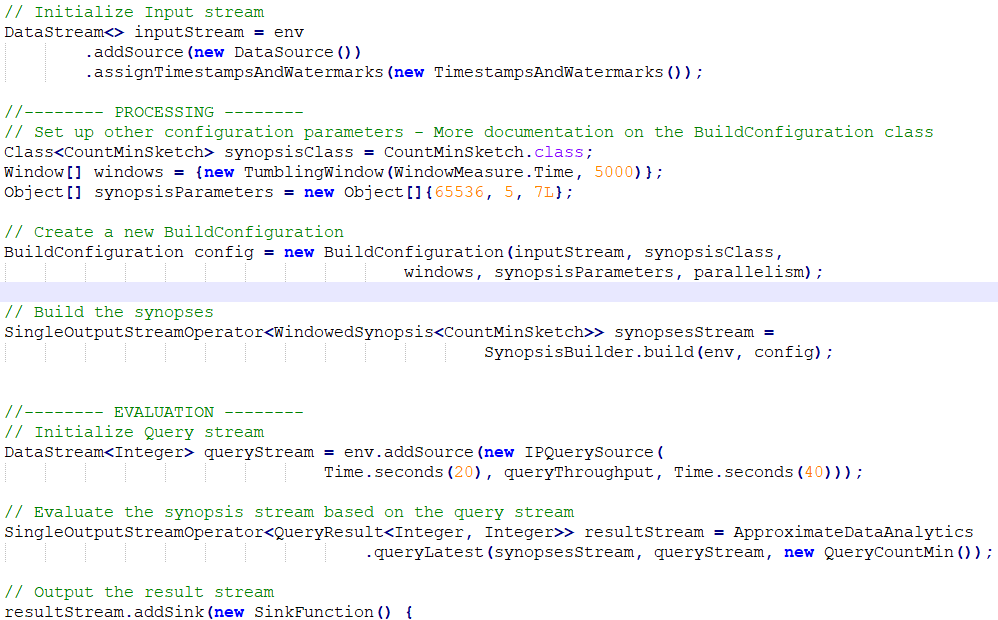 // Initialize Input stream
DataStream<> inputStream = env
.addSource(new DataSource())
.assignTimestampsAndWatermarks(new TimestampsAndWatermarks());
//-------- PROCESSING --------
// Set up other configuration parameters - More documentation on the BuildConfiguration class
Class<CountMinSketch> synopsisClass = CountMinSketch.class;
Window[] windows = {new TumblingWindow(WindowMeasure.Time, 5000)};
Object[] synopsisParameters = new Object[]{65536, 5, 7L};
// Create a new BuildConfiguration
BuildConfiguration config = new BuildConfiguration(inputStream, synopsisClass,
windows, synopsisParameters, parallelism);
// Build the synopses
SingleOutputStreamOperator<WindowedSynopsis<CountMinSketch>> synopsesStream =
SynopsisBuilder.build(env, config);
//-------- EVALUATION --------
// Initialize Query stream
DataStream<Integer> queryStream = env.addSource(new IPQuerySource(
Time.seconds(20), queryThroughput, Time.seconds(40)));
// Evaluate the synopsis stream based on the query stream
SingleOutputStreamOperator<QueryResult<Integer, Integer>> resultStream = ApproximateDataAnalytics
.queryLatest(synopsesStream, queryStream, new QueryCountMin());
// Output the result stream
resultStream.addSink(new SinkFunction() {